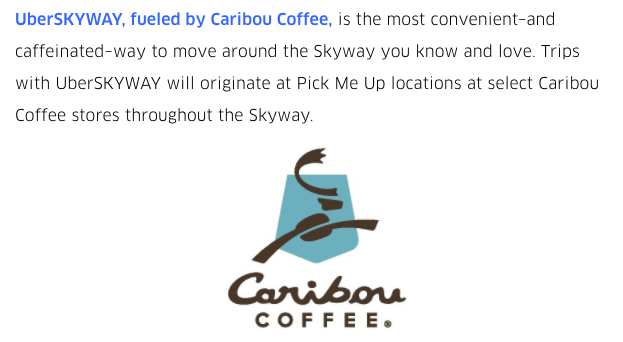 UberSKYWAY, fueled by Caribou Coffee, is the most convenient–and
caffeinated–way to move around the Skyway you know and love. Trips
with UberSKYWAY will originate at Pick Me Up locations at select Caribou
Coffee stores throughout the Skyway.
Caribou
COFFEE®